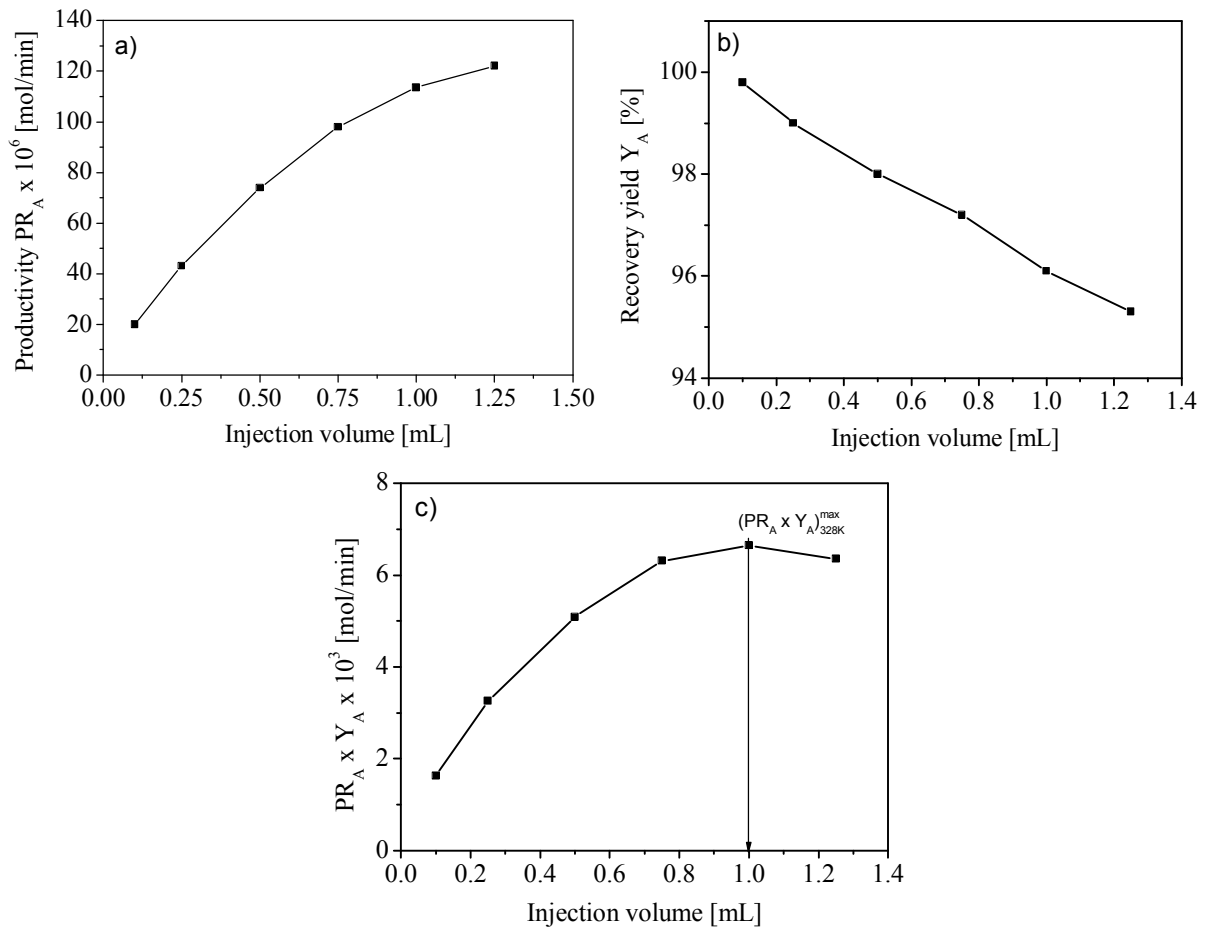 a)
Productivity PR_A x 10^6 [mol/min]
140
120
100
80
60
40
20
0
0.00 0.25 0.50 0.75 1.00 1.25 1.50
Injection volume [mL]
b)
Recovery yield Y_A [%]
100
98
96
94
0.0 0.2 0.4 0.6 0.8 1.0 1.2 1.4
Injection volume [mL]
c)
(PR_A x Y_A)^max_328K
PR_A x Y_A x 10^3 [mol/min]
8
6
4
2
0
0.0 0.2 0.4 0.6 0.8 1.0 1.2 1.4
Injection volume [mL]